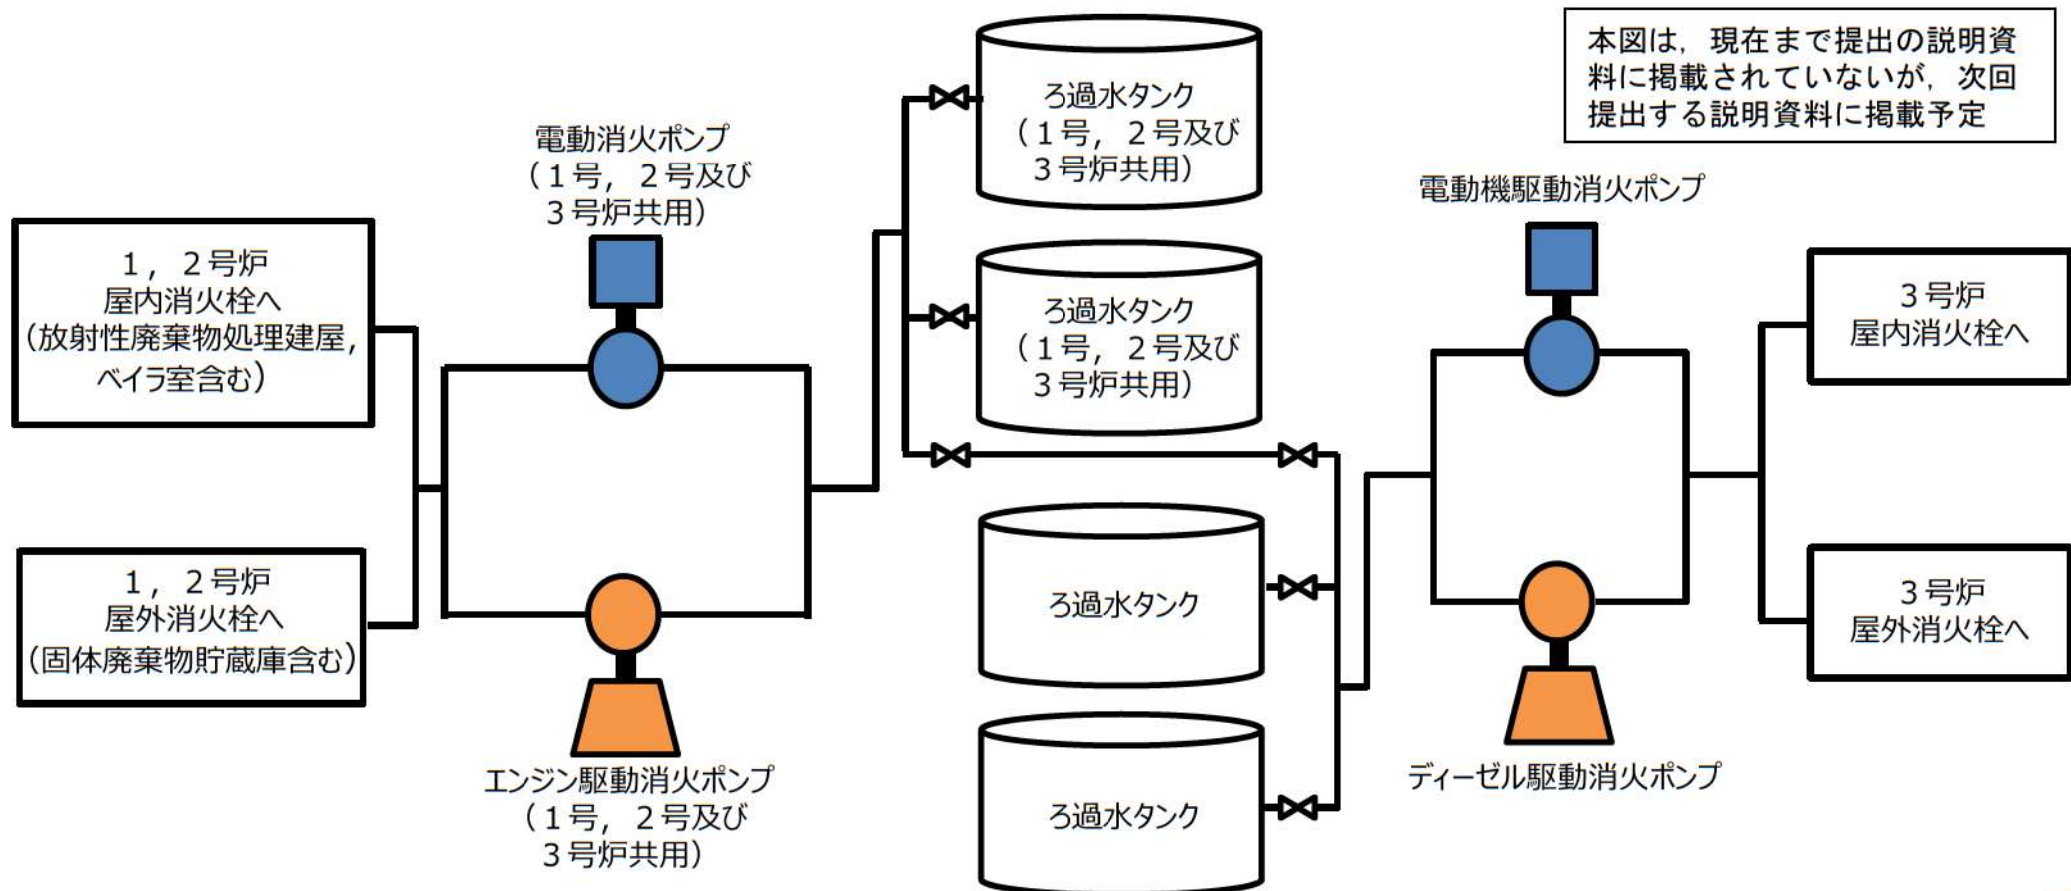 本図は，現在まで提出の説明資
料に掲載されていないが，次回
提出する説明資料に掲載予定
電動消火ポンプ
（１号，２号及び
３号炉共用）
ろ過水タンク
（１号，２号及び
３号炉共用）
電動機駆動消火ポンプ
１，２号炉
屋内消火栓へ
(放射性廃棄物処理建屋,
ベイラ室含む)
ろ過水タンク
（１号，２号及び
３号炉共用）
３号炉
屋内消火栓へ
１，２号炉
屋外消火栓へ
(固体廃棄物貯蔵庫含む)
ろ過水タンク
３号炉
屋外消火栓へ
エンジン駆動消火ポンプ
（１号，２号及び
３号炉共用）
ろ過水タンク
ディーゼル駆動消火ポンプ